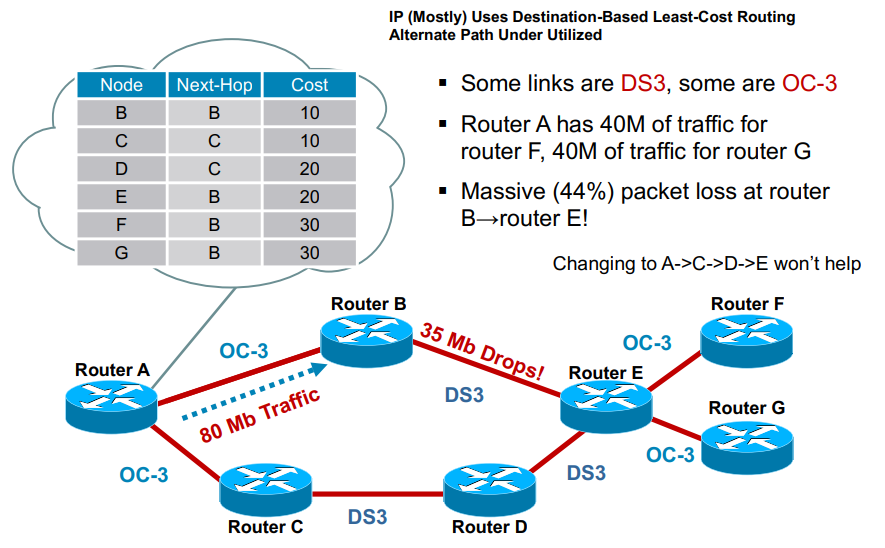 IP (Mostly) Uses Destination-Based Least-Cost Routing
Alternate Path Under Utilized
Node Next-Hop Cost
B B 10
C C 10
D C 20
E B 20
F B 30
G B 30
▪ Some links are DS3, some are OC-3
▪ Router A has 40M of traffic for
router F, 40M of traffic for router G
▪ Massive (44%) packet loss at router
B→router E!
Changing to A->C->D->E won’t help
Router B
Router F
35 Mb Drops!
OC-3
OC-3
Router A
Router E
80 Mb Traffic
DS3
Router G
OC-3
OC-3
DS3
DS3
Router C
Router D